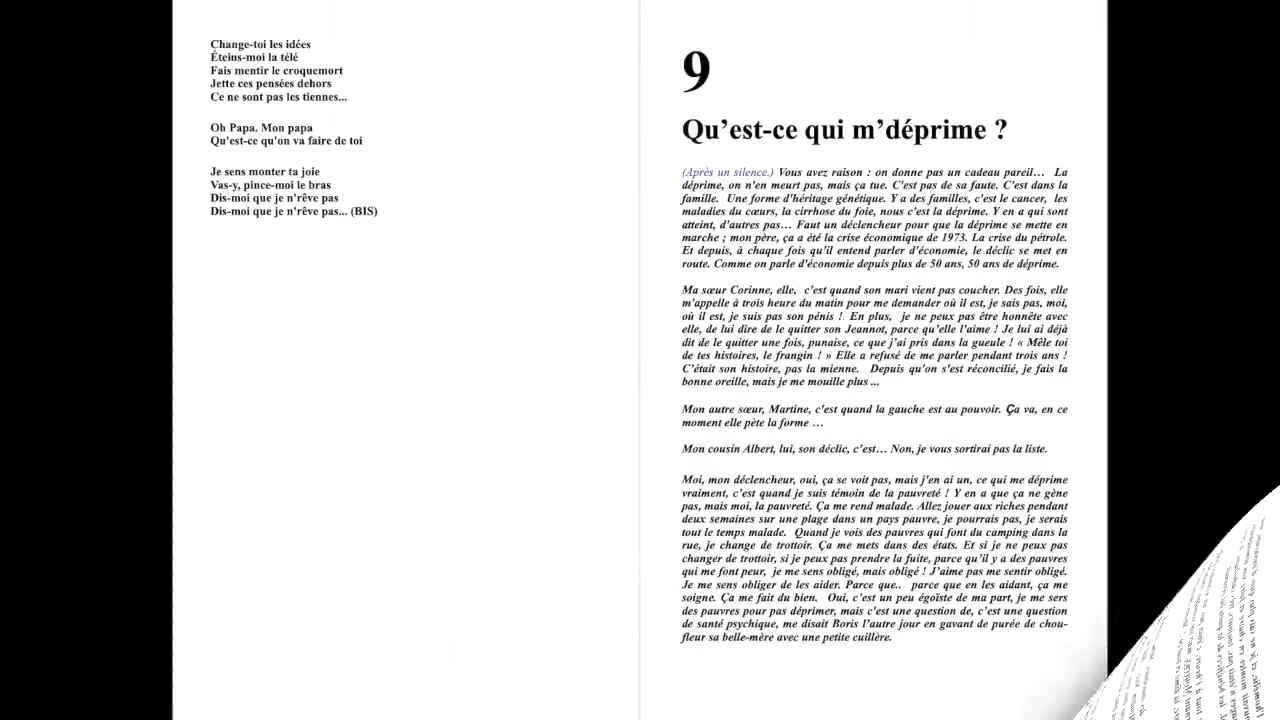 Change-toi les idées
Éteins-moi la télé
Fais mentir le croquemort
Jette ces pensées dehors
Ce ne sont pas les tiennes...
Oh Papa. Mon papa
Qu'est-ce qu'on va faire de toi
Je sens monter ta joie
Vas-y, pince-moi le bras
Dis-moi que je n'rêve pas
Dis-moi que je n'rêve pas... (BIS)
9
Qu’est-ce qui m’déprime ?
(Après un silence.) Vous avez raison : on donne pas un cadeau pareil… La
déprime, on n'en meurt pas, mais ça tue. C'est pas de sa faute. C'est dans la
famille. Une forme d'héritage génétique. Y a des familles, c'est le cancer, les
maladies du cœurs, la cirrhose du foie, nous c'est la déprime. Y en a qui sont
atteint, d'autres pas… Faut un déclencheur pour que la déprime se mette en
marche ; mon père, ça a été la crise économique de 1973. La crise du pétrole.
Et depuis, à chaque fois qu’il entend parler d'économie, le déclic se met en
route. Comme on parle d'économie depuis plus de 50 ans, 50 ans de déprime.
Ma sœur Corinne, elle, c'est quand son mari vient pas coucher. Des fois, elle
m'appelle à trois heure du matin pour me demander où il est, je sais pas, moi,
où il est, je suis pas son pénis ! En plus, je ne peux pas être honnête avec
elle, de lui dire de le quitter son Jeannot, parce qu’elle l’aime ! Je lui ai déjà
dit de le quitter une fois, punaise, ce que j’ai pris dans la gueule ! « Mêle toi
de tes histoires, le frangin ! » Elle a refusé de me parler pendant trois ans !
C’était son histoire, pas la mienne. Depuis qu'on s'est réconcilié, je fais la
bonne oreille, mais je me mouille plus ...
Mon autre sœur, Martine, c'est quand la gauche est au pouvoir. Ça va, en ce
moment elle pète la forme …
Mon cousin Albert, lui, son déclic, c’est… Non, je vous sortirai pas la liste.
Moi, mon déclencheur, oui, ça se voit pas, mais j'en ai un, ce qui me déprime
vraiment, c’est quand je suis témoin de la pauvreté ! Y en a que ça ne gène
pas, mais moi, la pauvreté. Ça me rend malade. Allez jouer aux riches pendant
deux semaines sur une plage dans un pays pauvre, je pourrais pas, je serais
tout le temps malade. Quand je vois des pauvres qui font du camping dans la
rue, je change de trottoir. Ça me mets dans des états. Et si je ne peux pas
changer de trottoir, si je peux pas prendre la fuite, parce qu’il y a des pauvres
qui me font peur, je me sens obligé, mais obligé ! J’aime pas me sentir obligé.
Je me sens obliger de les aider. Parce que.. parce que en les aidant, ça me
soigne. Ça me fait du bien. Oui, c’est un peu égoïste de ma part, je me sers
des pauvres pour pas déprimer, mais c'est une question de, c’est une question
de santé psychique, me disait Boris l’autre jour en gavant de purée de chou-
fleur sa belle-mère avec une petite cuillère.